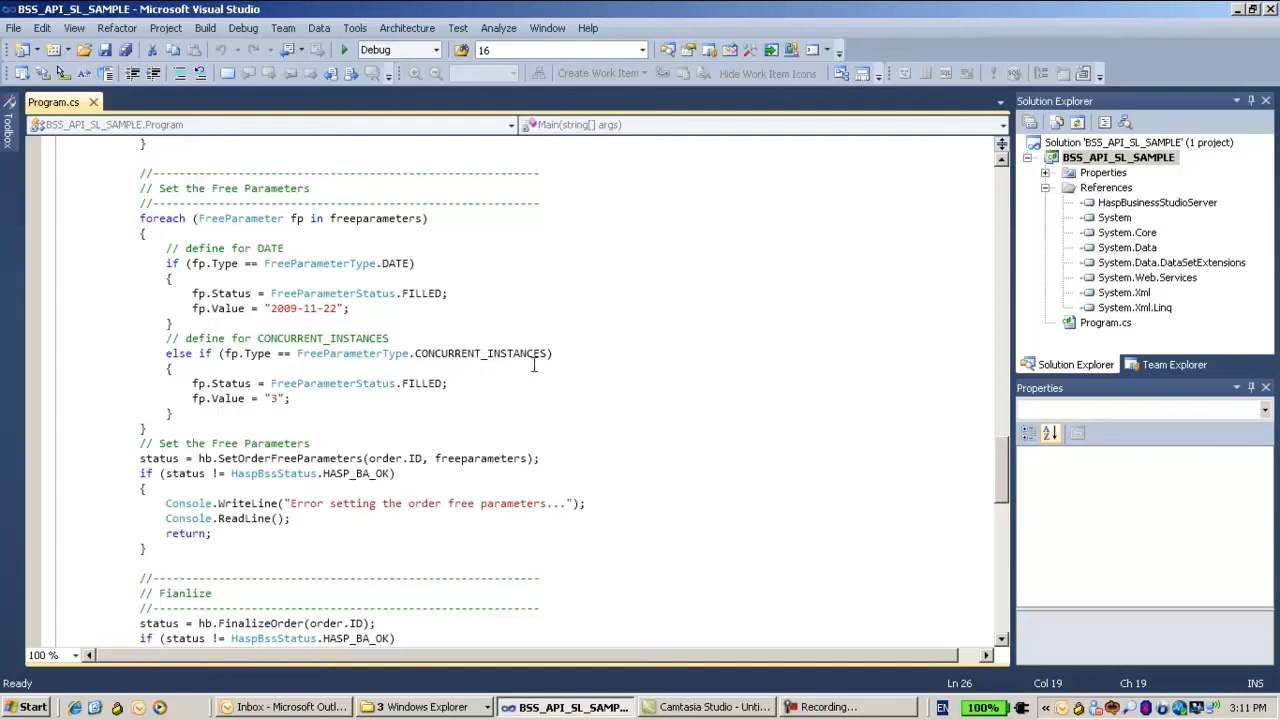 BSS_API_SL_SAMPLE - Microsoft Visual Studio
File Edit View Refactor Project Build Debug Team Data Tools Architecture Test Analyze Window Help
Debug 16
Create Work Item Hide Work Item Icons
Toolbox
Program.cs
BSS_API_SL_SAMPLE.Program Main(string[] args)
}
//-----------------------------------------------------------
// Set the Free Parameters
//-----------------------------------------------------------
foreach (FreeParameter fp in freeparameters)
{
// define for DATE
if (fp.Type == FreeParameterType.DATE)
{
fp.Status = FreeParameterStatus.FILLED;
fp.Value = "2009-11-22";
}
// define for CONCURRENT_INSTANCES
else if (fp.Type == FreeParameterType.CONCURRENT_INSTANCES)
{
fp.Status = FreeParameterStatus.FILLED;
fp.Value = "3";
}
}
// Set the Free Parameters
status = hb.SetOrderFreeParameters(order.ID, freeparameters);
if (status != HaspBssStatus.HASP_BA_OK)
{
Console.WriteLine("Error setting the order free parameters...");
Console.ReadLine();
return;
}
//-----------------------------------------------------------
// Fianlize
//-----------------------------------------------------------
status = hb.FinalizeOrder(order.ID);
if (status != HaspBssStatus.HASP_BA_OK)
100 %
Solution Explorer
Solution 'BSS_API_SL_SAMPLE' (1 project)
BSS_API_SL_SAMPLE
Properties
References
HaspBusinessStudioServer
System
System.Core
System.Data
System.Data.DataSetExtensions
System.Web.Services
System.Xml
System.Xml.Linq
Program.cs
Solution Explorer Team Explorer
Properties
Ready Ln 26 Col 19 Ch 19 INS
Start Inbox - Microsoft Outl... 3 Windows Explorer BSS_API_SL_SAMP... Camtasia Studio - Unti... Recording... EN 100% 3:11 PM